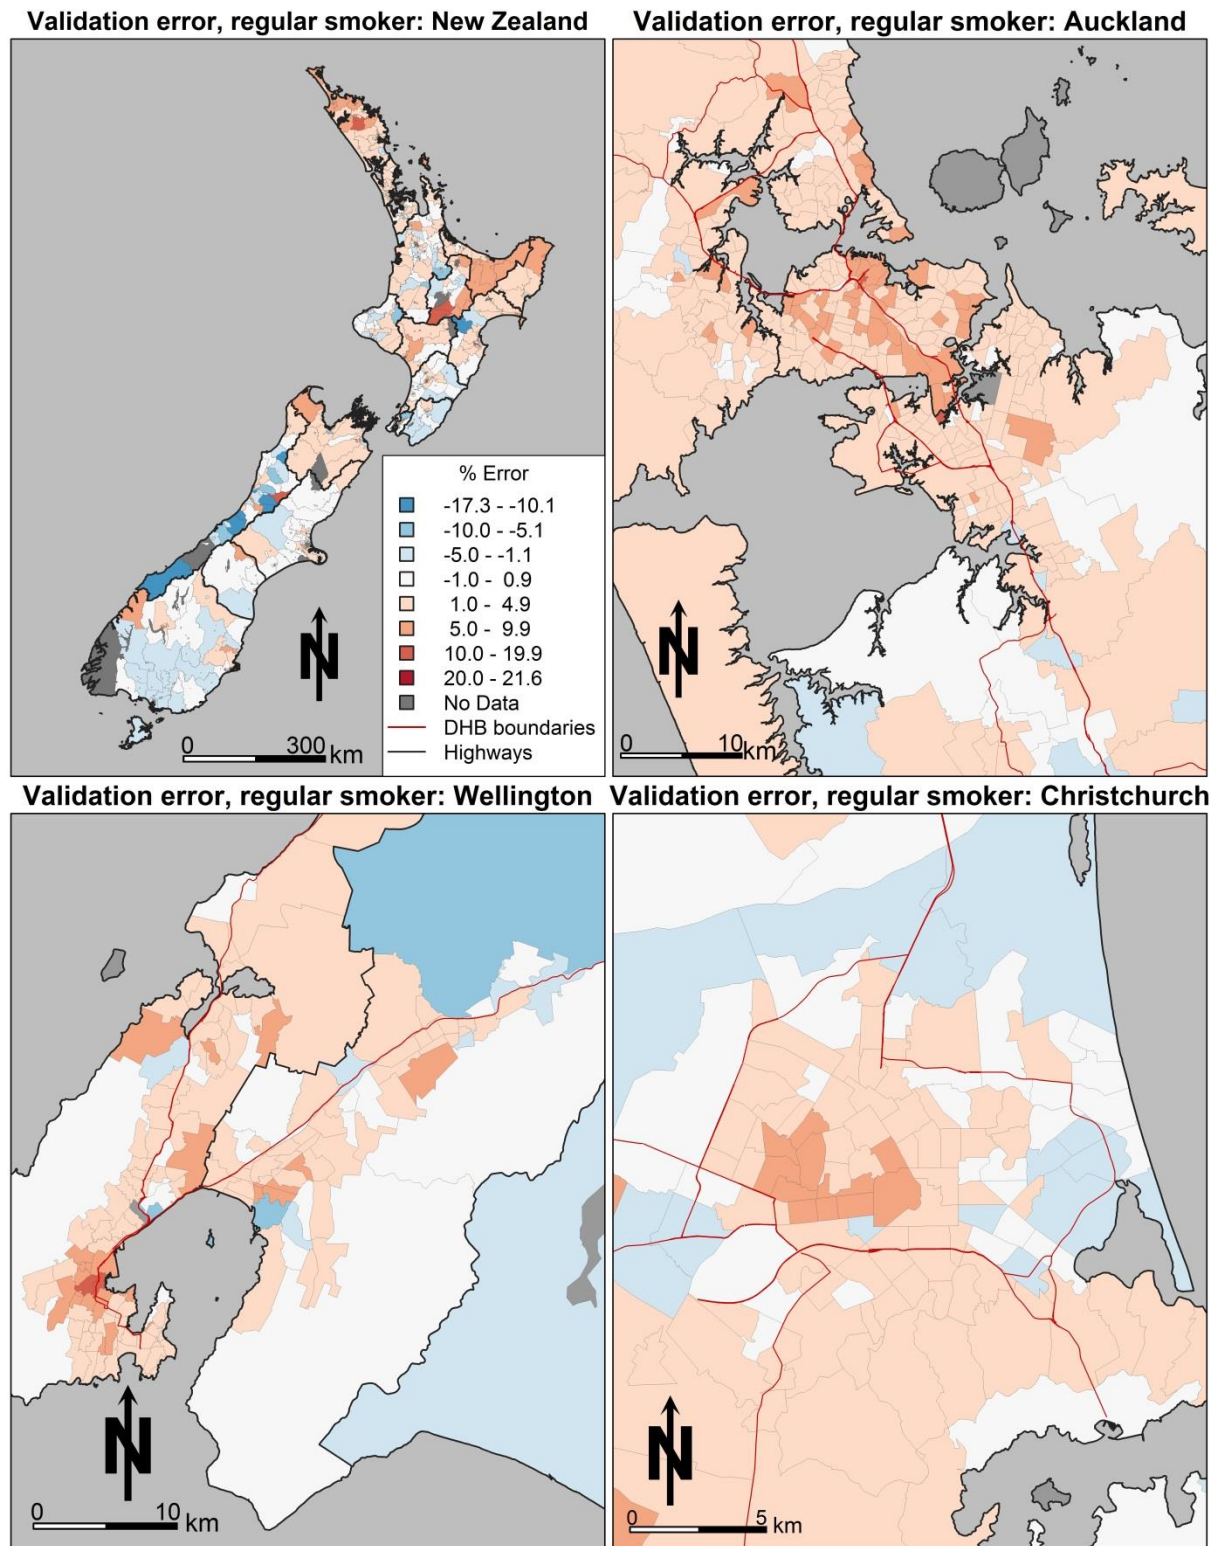 Validation error, regular smoker: New Zealand
Validation error, regular smoker: Auckland
% Error
-17.3 - -10.1
-10.0 - -5.1
-5.0 - -1.1
-1.0 - 0.9
1.0 - 4.9
5.0 - 9.9
10.0 - 19.9
20.0 - 21.6
No Data
DHB boundaries
Highways
N
0 300 km
N
0 10 km
Validation error, regular smoker: Wellington
Validation error, regular smoker: Christchurch
N
0 10 km
N
0 5 km